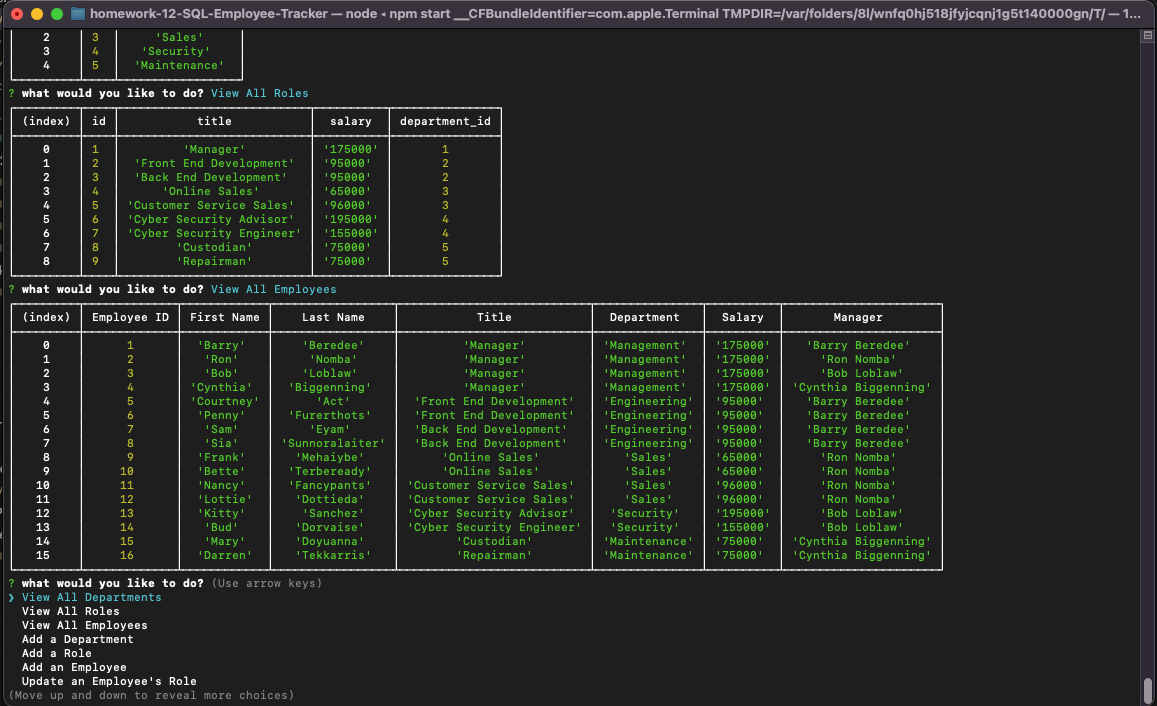 homework-12-SQL-Employee-Tracker — node ◂ npm start __CFBundleIdentifier=com.apple.Terminal TMPDIR=/var/folders/8l/wnfq0hj518jfyjcqnj1g5t140000gn/T/ — 1...
2 3 'Sales'
3 4 'Security'
4 5 'Maintenance'
? what would you like to do? View All Roles
(index) id title salary department_id
0 1 'Manager' '175000' 1
1 2 'Front End Development' '95000' 2
2 3 'Back End Development' '95000' 2
3 4 'Online Sales' '65000' 3
4 5 'Customer Service Sales' '96000' 3
5 6 'Cyber Security Advisor' '195000' 4
6 7 'Cyber Security Engineer' '155000' 4
7 8 'Custodian' '75000' 5
8 9 'Repairman' '75000' 5
? what would you like to do? View All Employees
(index) Employee ID First Name Last Name Title Department Salary Manager
0 1 'Barry' 'Beredee' 'Manager' 'Management' '175000' 'Barry Beredee'
1 2 'Ron' 'Nomba' 'Manager' 'Management' '175000' 'Ron Nomba'
2 3 'Bob' 'Loblaw' 'Manager' 'Management' '175000' 'Bob Loblaw'
3 4 'Cynthia' 'Biggenning' 'Manager' 'Management' '175000' 'Cynthia Biggenning'
4 5 'Courtney' 'Act' 'Front End Development' 'Engineering' '95000' 'Barry Beredee'
5 6 'Penny' 'Furerthots' 'Front End Development' 'Engineering' '95000' 'Barry Beredee'
6 7 'Sam' 'Eyam' 'Back End Development' 'Engineering' '95000' 'Barry Beredee'
7 8 'Sia' 'Sunnoralaiter' 'Back End Development' 'Engineering' '95000' 'Barry Beredee'
8 9 'Frank' 'Mehaiybe' 'Online Sales' 'Sales' '65000' 'Ron Nomba'
9 10 'Bette' 'Terbeready' 'Online Sales' 'Sales' '65000' 'Ron Nomba'
10 11 'Nancy' 'Fancypants' 'Customer Service Sales' 'Sales' '96000' 'Ron Nomba'
11 12 'Lottie' 'Dottieda' 'Customer Service Sales' 'Sales' '96000' 'Ron Nomba'
12 13 'Kitty' 'Sanchez' 'Cyber Security Advisor' 'Security' '195000' 'Bob Loblaw'
13 14 'Bud' 'Dorvaise' 'Cyber Security Engineer' 'Security' '155000' 'Bob Loblaw'
14 15 'Mary' 'Doyuanna' 'Custodian' 'Maintenance' '75000' 'Cynthia Biggenning'
15 16 'Darren' 'Tekkarris' 'Repairman' 'Maintenance' '75000' 'Cynthia Biggenning'
? what would you like to do? (Use arrow keys)
❯ View All Departments
View All Roles
View All Employees
Add a Department
Add a Role
Add an Employee
Update an Employee's Role
(Move up and down to reveal more choices)